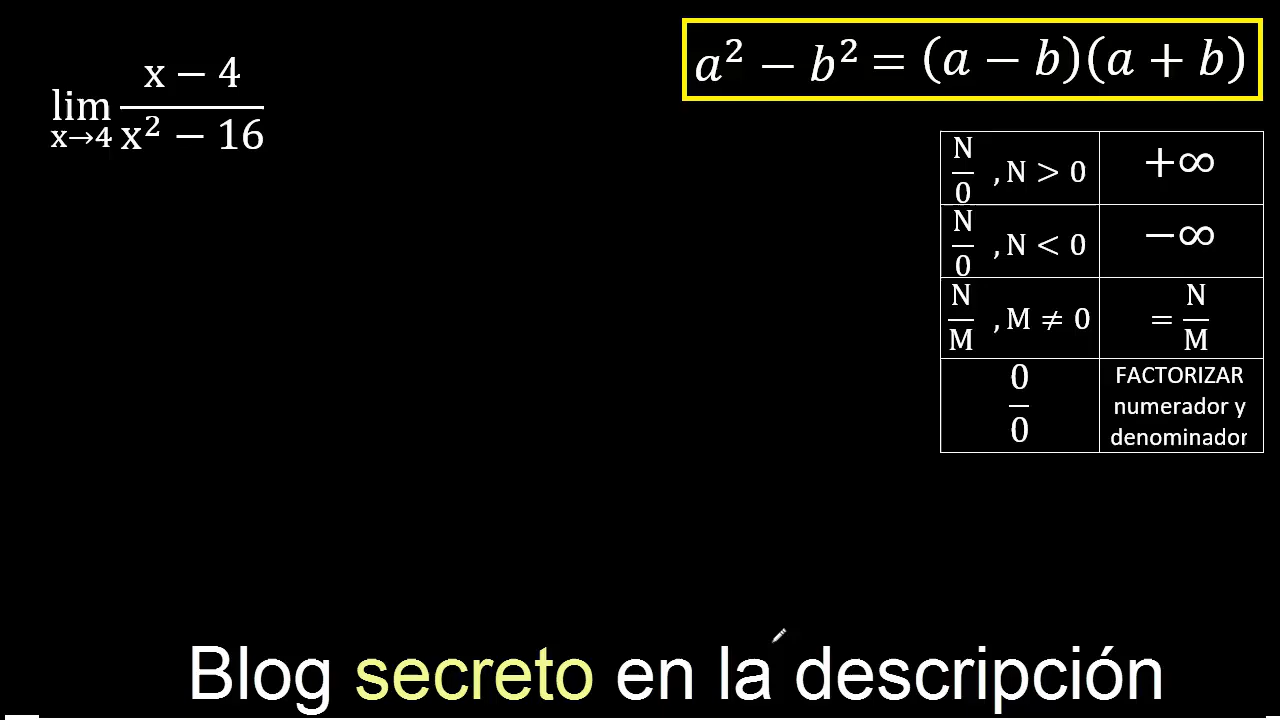 lim x→4 (x − 4)/(x² − 16)
a² − b² = (a − b)(a + b)
N/0 , N > 0 +∞
N/0 , N < 0 −∞
N/M , M ≠ 0 = N/M
0/0 FACTORIZAR
numerador y
denominador
Blog secreto en la descripción